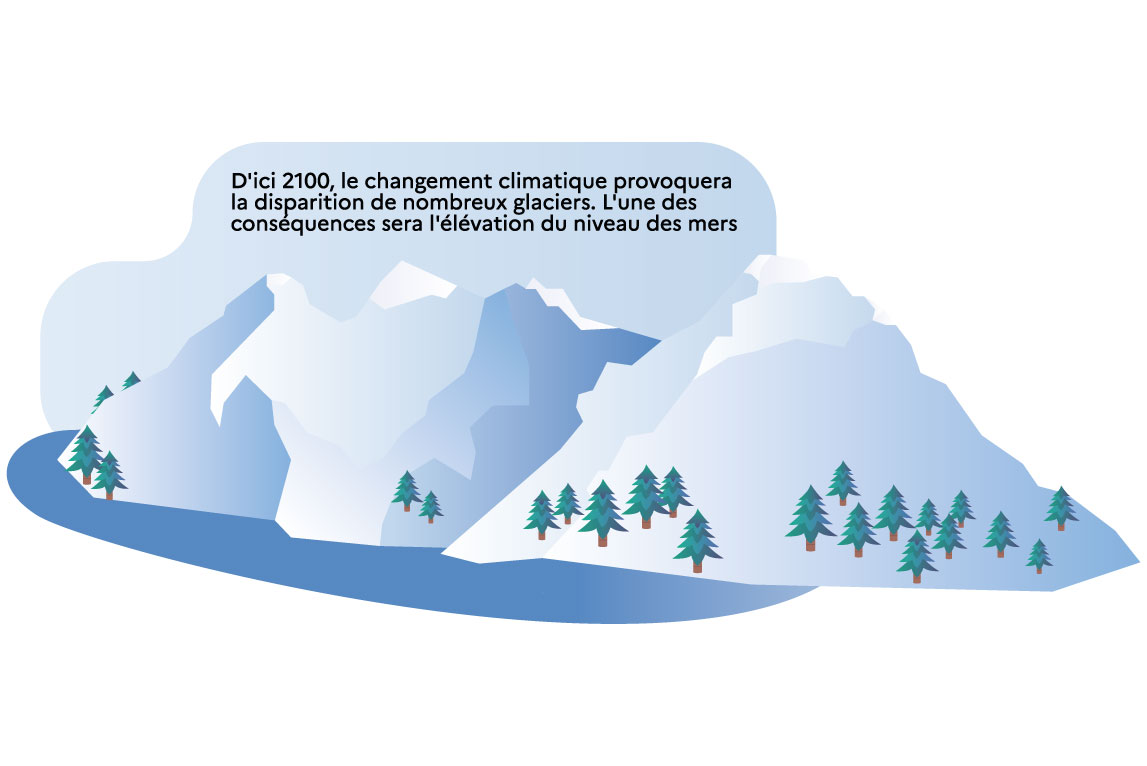 D'ici 2100, le changement climatique provoquera
la disparition de nombreux glaciers. L'une des
conséquences sera l'élévation du niveau des mers